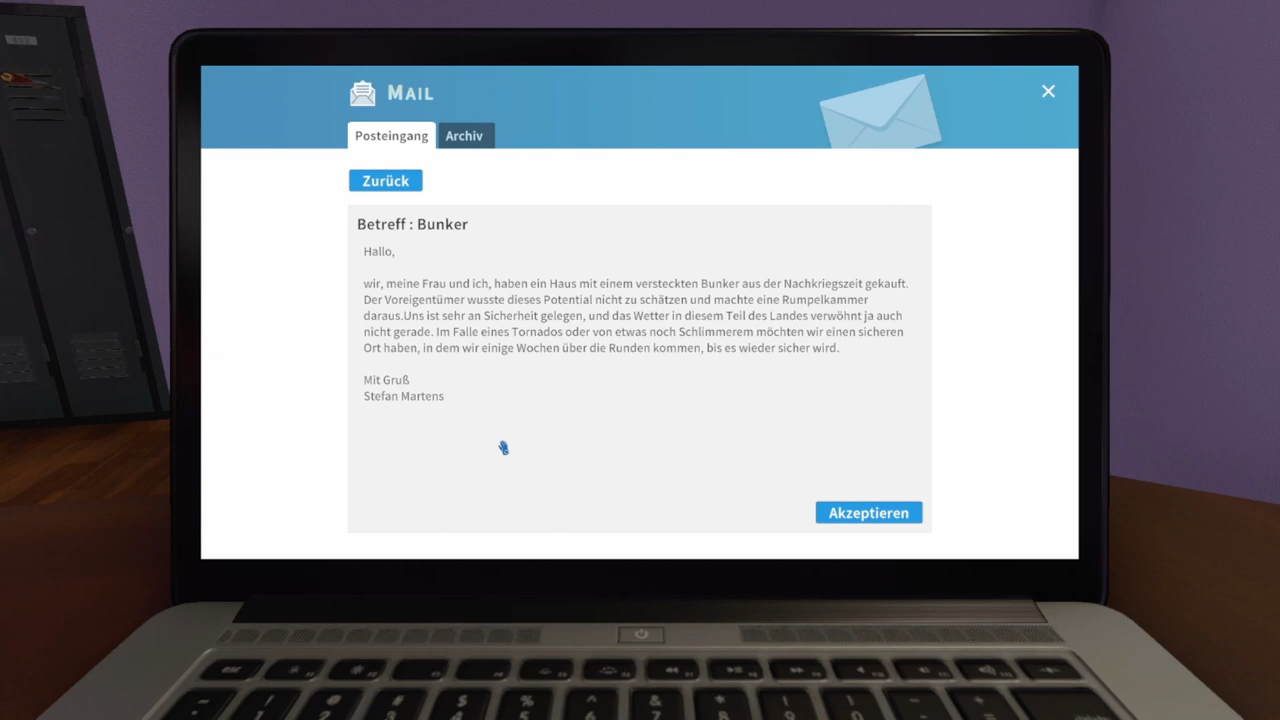 MAIL
Posteingang
Archiv
Zurück
Betreff : Bunker
Hallo,
wir, meine Frau und ich, haben ein Haus mit einem versteckten Bunker aus der Nachkriegszeit gekauft.
Der Voreigentümer wusste dieses Potential nicht zu schätzen und machte eine Rumpelkammer
daraus.Uns ist sehr an Sicherheit gelegen, und das Wetter in diesem Teil des Landes verwöhnt ja auch
nicht gerade. Im Falle eines Tornados oder von etwas noch Schlimmerem möchten wir einen sicheren
Ort haben, in dem wir einige Wochen über die Runden kommen, bis es wieder sicher wird.
Mit Gruß
Stefan Martens
Akzeptieren
esc